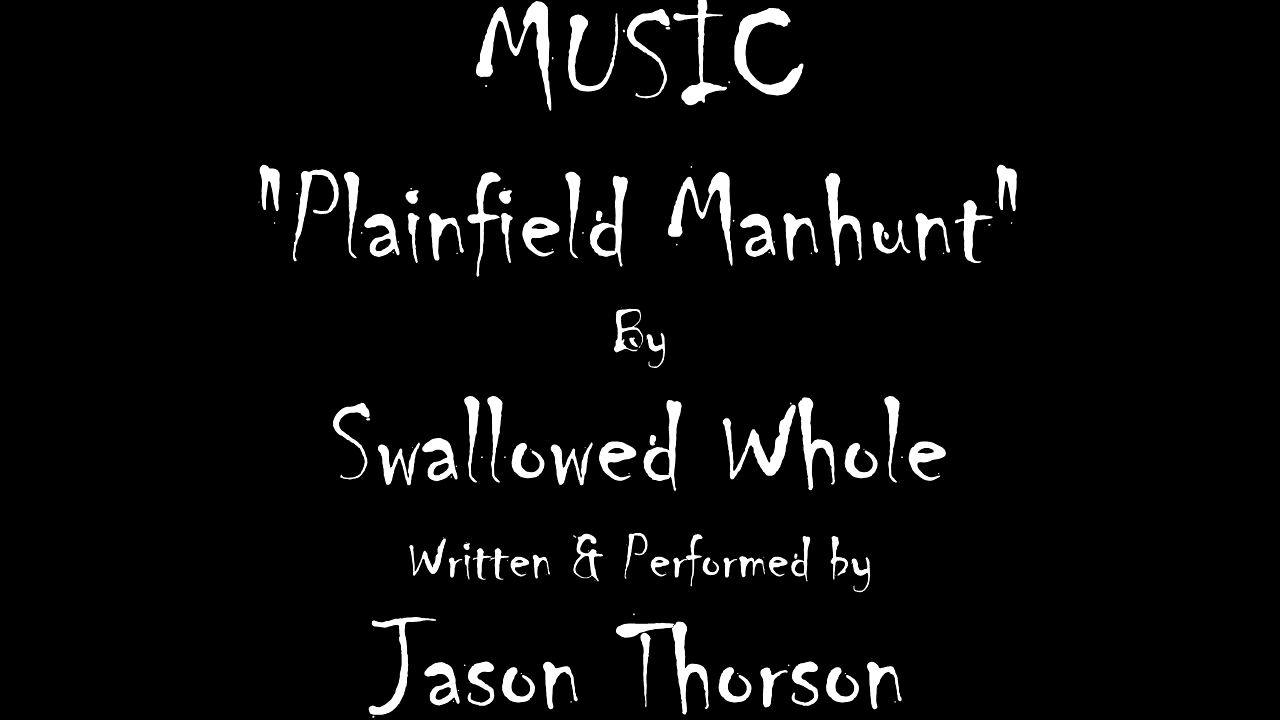 MUSIC
"Plainfield Manhunt"
By
Swallowed Whole
Written & Performed by
Jason Thorson